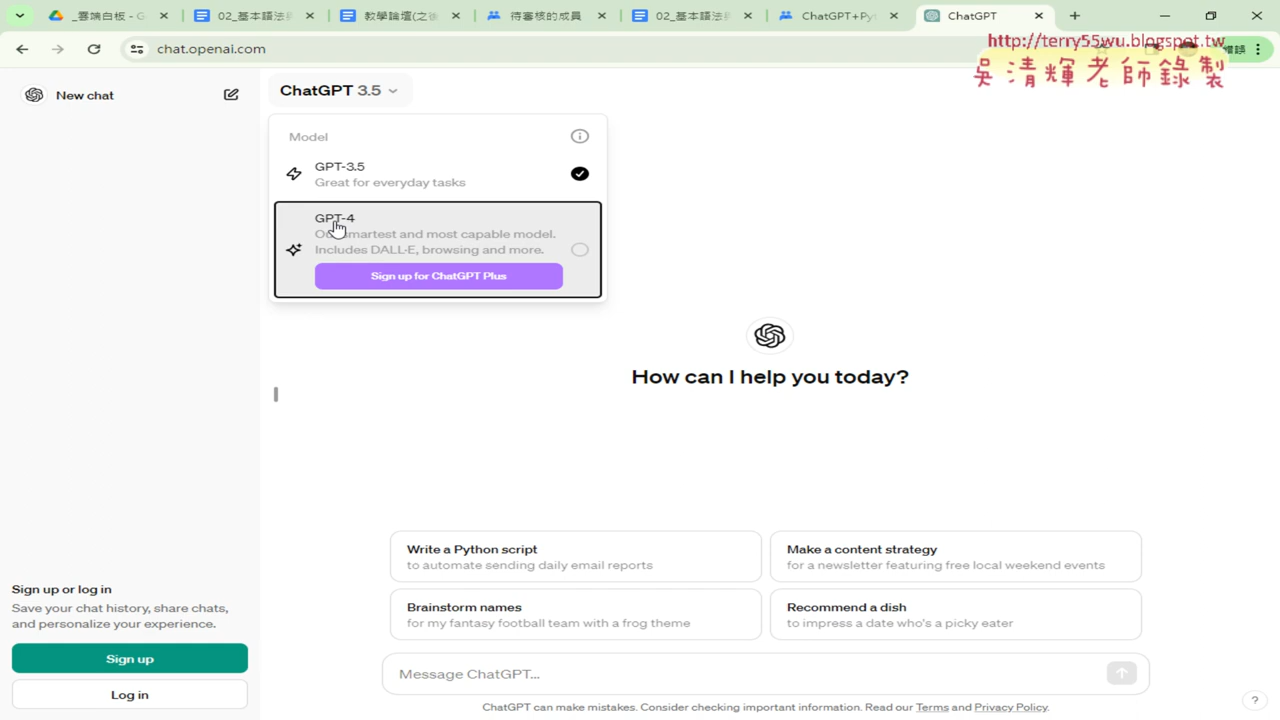 _雲端白板 - G
02_基本語法
教學論壇(之後
待審核的成員
02_基本語法
ChatGPT+Py
ChatGPT
chat.openai.com
http://terry55wu.blogspot.tw
吳清輝老師錄製
New chat
ChatGPT 3.5
Model
GPT-3.5
Great for everyday tasks
GPT-4
Our smartest and most capable model.
Includes DALL·E, browsing and more.
Sign up for ChatGPT Plus
How can I help you today?
Write a Python script
to automate sending daily email reports
Make a content strategy
for a newsletter featuring free local weekend events
Brainstorm names
for my fantasy football team with a frog theme
Recommend a dish
to impress a date who's a picky eater
Sign up or log in
Save your chat history, share chats,
and personalize your experience.
Sign up
Log in
Message ChatGPT...
ChatGPT can make mistakes. Consider checking important information. Read our Terms and Privacy Policy.
?